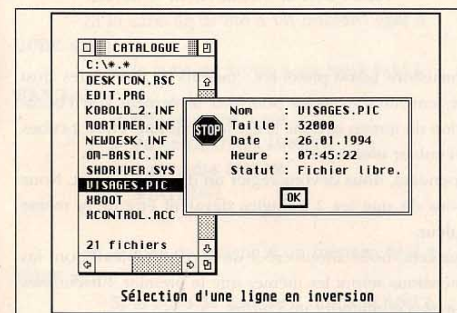 CATALOGUE
C:\*.*
DESKICON.RSC
EDIT.PRG
KOBOLD_2.INF
MORTIMER.INF
NEWDESK.INF
OM-BASIC.INF
SHDRIVER.SYS
VISAGES.PIC
XBOOT
XCONTROL.ACC
21 fichiers
STOP
Nom : VISAGES.PIC
Taille : 32000
Date : 26.01.1994
Heure : 07:45:22
Statut : Fichier libre.
OK
Sélection d'une ligne en inversion